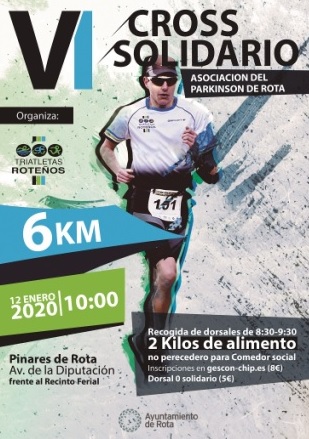 VI CROSS
SOLIDARIO
ASOCIACION DEL
PARKINSON DE ROTA
Organiza:
TRIATLETAS
ROTEÑOS
151
6KM
12 ENERO
2020 | 10:00
Recogida de dorsales de 8:30-9:30
2 Kilos de alimento
no perecedero para Comedor social
Inscripciones en gescon-chip.es (8€)
Dorsal 0 solidario (5€)
Pinares de Rota
Av. de la Diputación
frente al Recinto Ferial
Ayuntamiento
de Rota